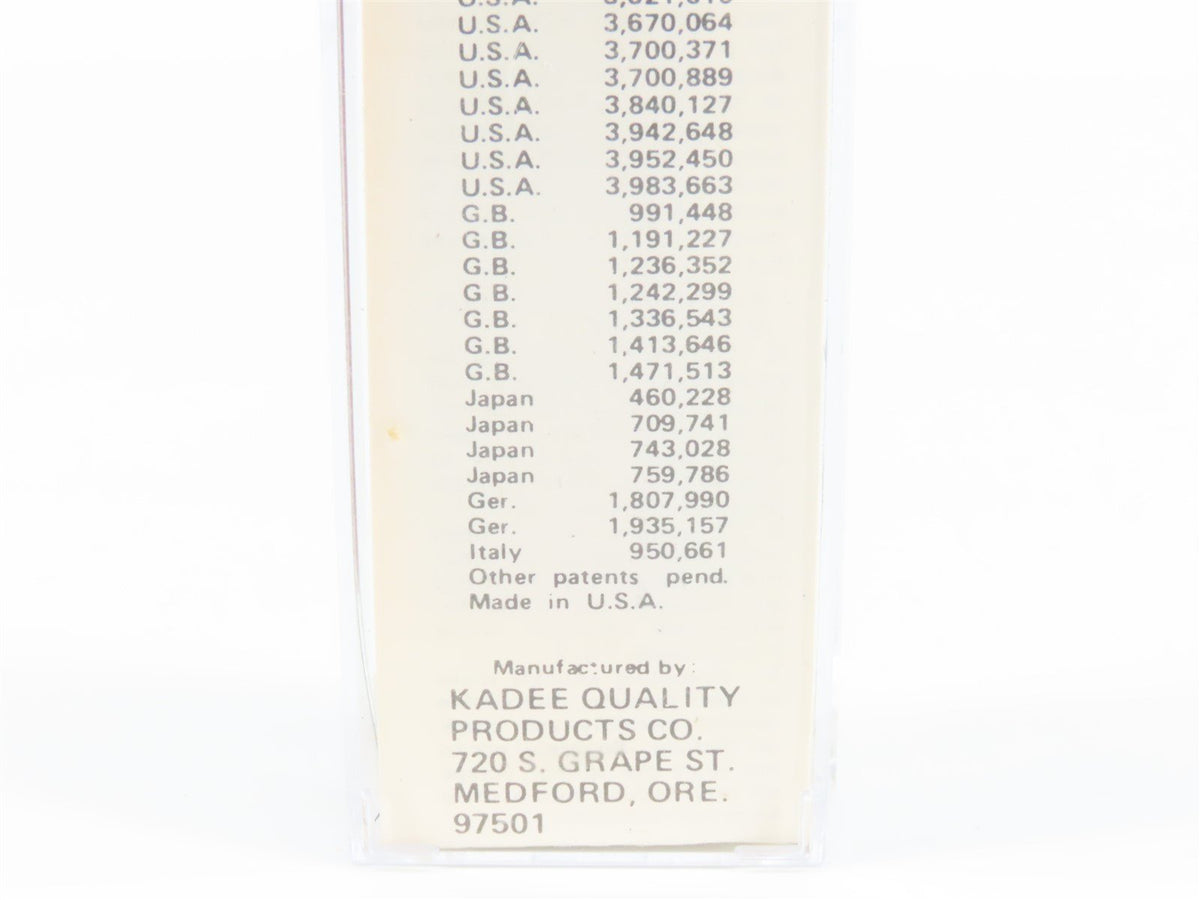 U.S.A.
U.S.A. 3,670,064
U.S.A. 3,700,371
U.S.A. 3,700,889
U.S.A. 3,840,127
U.S.A. 3,942,648
U.S.A. 3,952,450
U.S.A. 3,983,663
G.B. 991,448
G.B. 1,191,227
G.B. 1,236,352
G B. 1,242,299
G.B. 1,336,543
G.B. 1,413,646
G.B. 1,471,513
Japan 460,228
Japan 709,741
Japan 743,028
Japan 759,786
Ger. 1,807,990
Ger. 1,935,157
Italy 950,661
Other patents pend.
Made in U.S.A.
Manufactured by:
KADEE QUALITY
PRODUCTS CO.
720 S. GRAPE ST.
MEDFORD, ORE.
97501